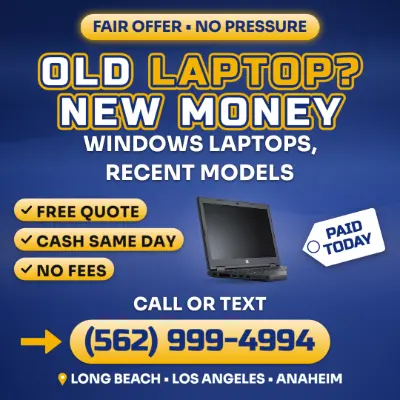 FAIR OFFER • NO PRESSURE
OLD LAPTOP?
NEW MONEY
WINDOWS LAPTOPS,
RECENT MODELS
✓ FREE QUOTE
✓ CASH SAME DAY
✓ NO FEES
PAID
TODAY
CALL OR TEXT
(562) 999-4994
LONG BEACH • LOS ANGELES • ANAHEIM